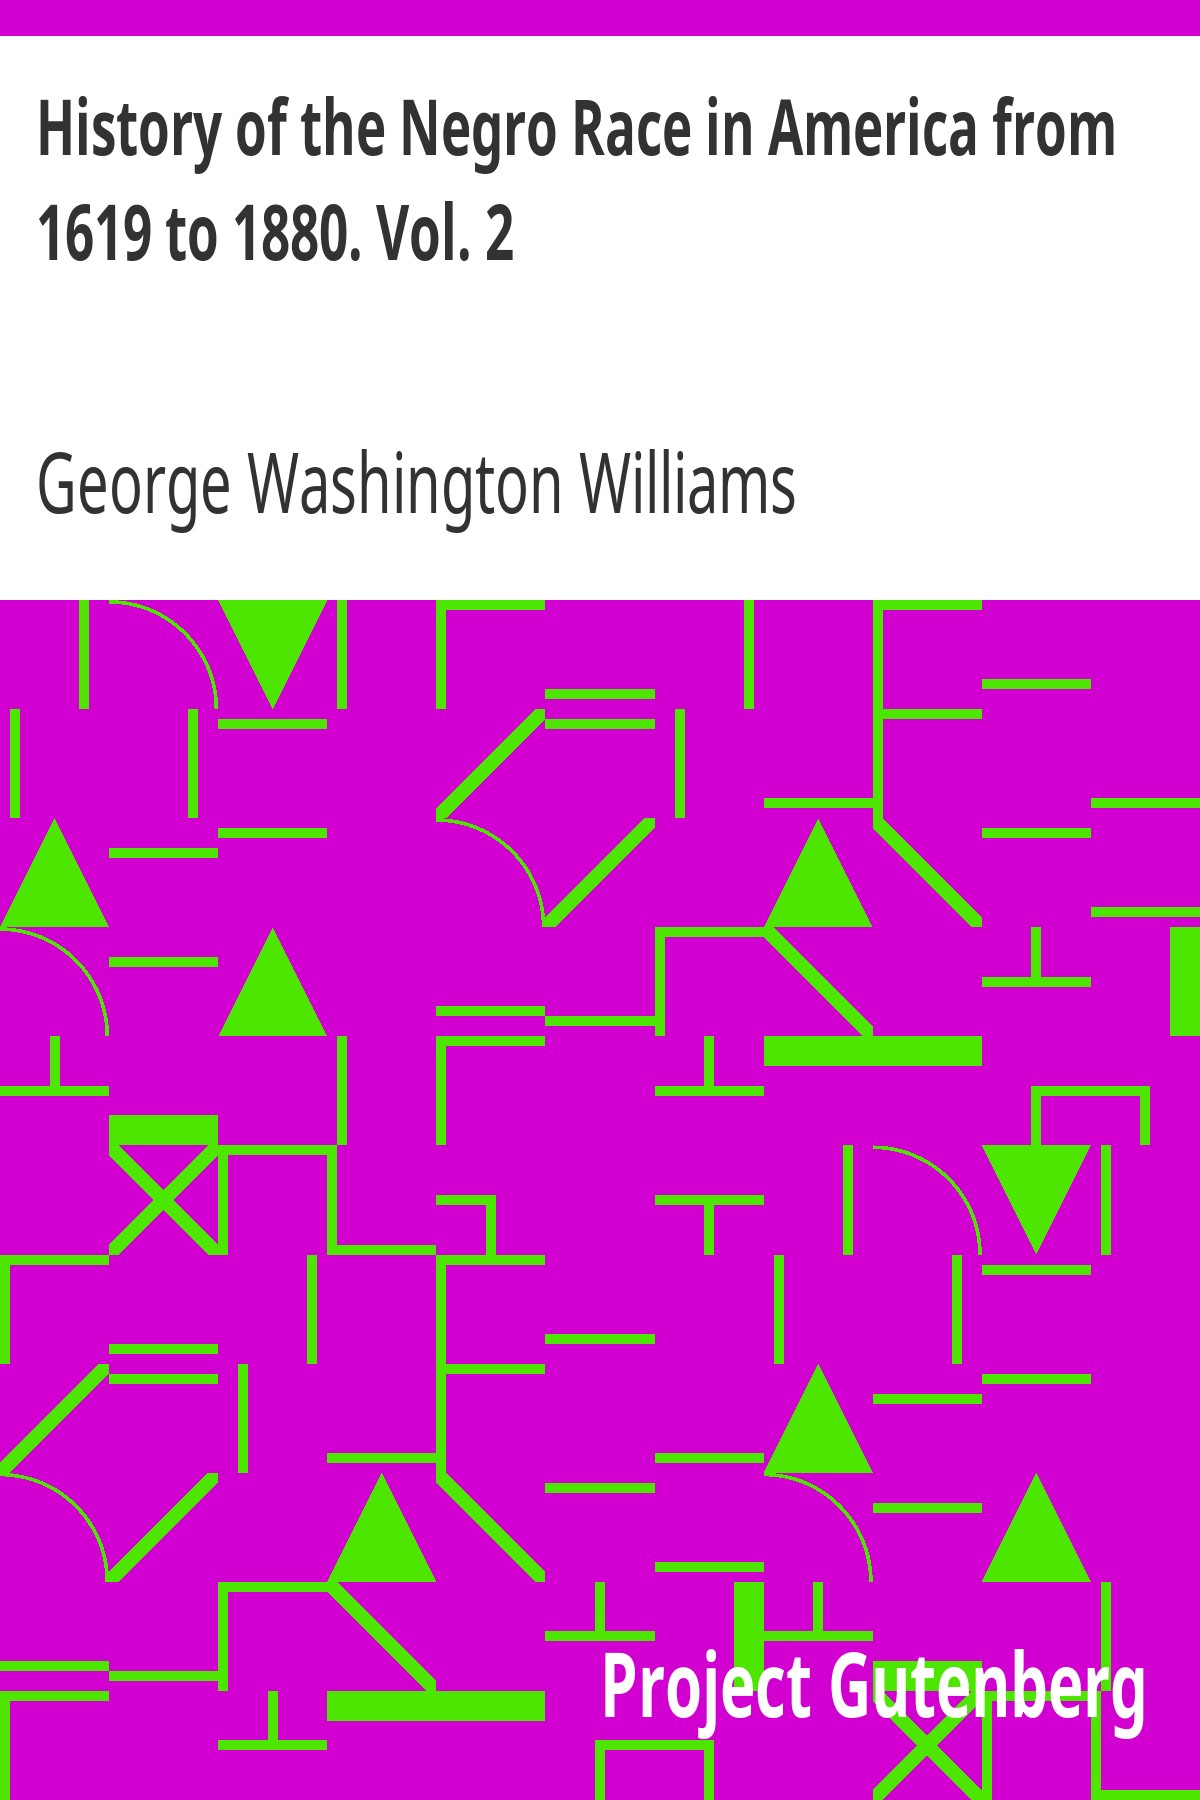 History of the Negro Race in America from
1619 to 1880. Vol. 2
George Washington Williams
Project Gutenberg